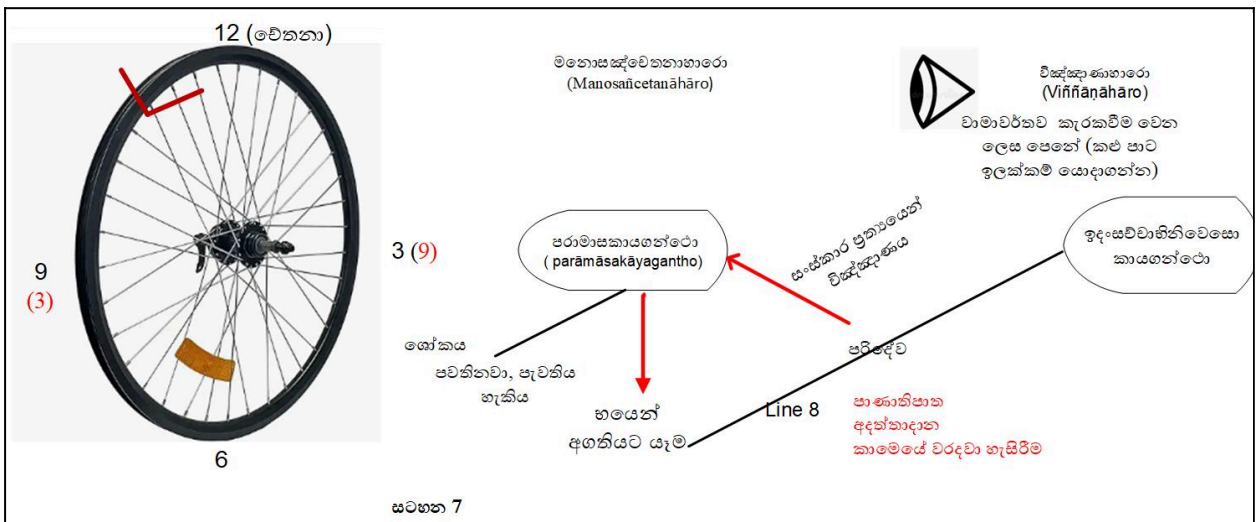 12 (චේතනා)
3 (9)
9
(3)
6
මනොසඤ්චෙතනාහාරො
(Manosañcetanāhāro)
විඤ්ඤාණාහාරො
(Viññāṇāhāro)
වාමාවර්තව කැරකවීම වෙන
ලෙස පෙනේ (කළු පාට
ඉලක්කම් යොදාගන්න)
පරාමාසකායගන්ථො
( parāmāsakāyagantho)
සංස්කාර ප්‍රත්‍යයෙන්
විඤ්ඤාණය
ඉදංසච්චාභිනිවෙසො
කායගන්ථො
ශෝකය
පවතිනවා, පැවතිය
හැකිය
පරිදේව
භයෙන්
අගතියට යෑම
Line 8
පාණාතිපාත
අදත්තාදාන
කාමෙයේ වරදවා හැසිරීම
සටහන 7